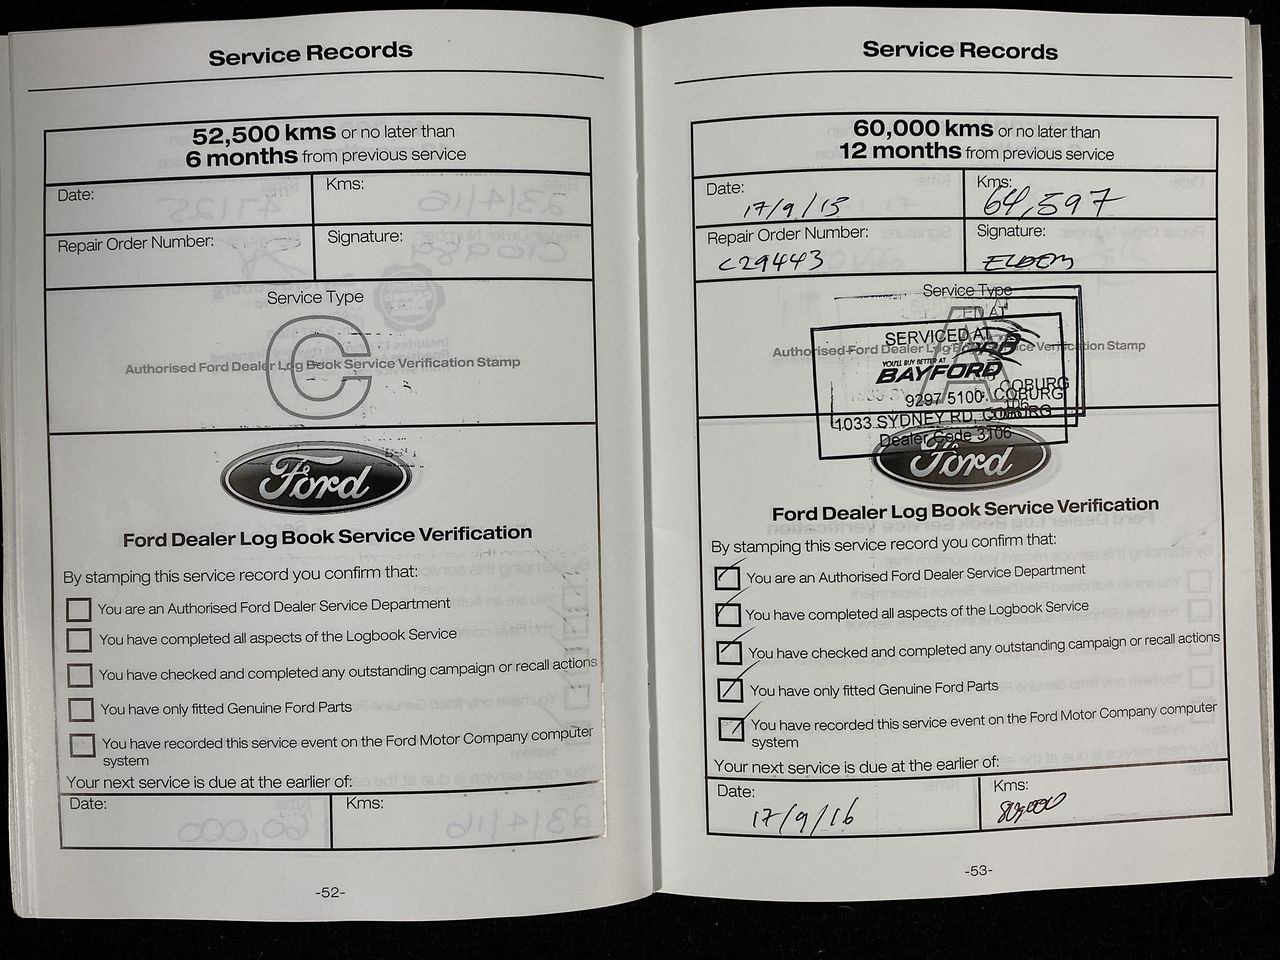 Service Records
52,500 kms or no later than
6 months from previous service
Date:
Kms:
Repair Order Number:
Signature:
Service Type
C
Authorised Ford Dealer Log Book Service Verification Stamp
Ford
Ford Dealer Log Book Service Verification
By stamping this service record you confirm that:
You are an Authorised Ford Dealer Service Department
You have completed all aspects of the Logbook Service
You have checked and completed any outstanding campaign or recall actions
You have only fitted Genuine Ford Parts
You have recorded this service event on the Ford Motor Company computer
system
Your next service is due at the earlier of:
Date:
Kms:
-52-
Service Records
60,000 kms or no later than
12 months from previous service
Date:
17/9/15
Kms:
64,597
Repair Order Number:
C29443
Signature:
Service Type
A
Authorised Ford Dealer Log Book Service Verification Stamp
SERVICED AT
YOU'LL BUY BETTER AT
BAYFORD
9297 5100 COBURG
1033 SYDNEY RD. COBURG
Dealer Code 3106
Ford
Ford Dealer Log Book Service Verification
By stamping this service record you confirm that:
You are an Authorised Ford Dealer Service Department
You have completed all aspects of the Logbook Service
You have checked and completed any outstanding campaign or recall actions
You have only fitted Genuine Ford Parts
You have recorded this service event on the Ford Motor Company computer
system
Your next service is due at the earlier of:
Date:
17/9/16
Kms:
-53-